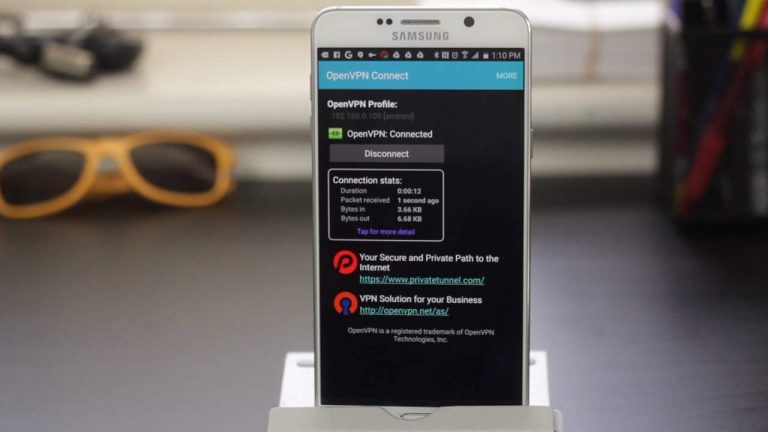 SAMSUNG
1:10 PM
OpenVPN Connect
MORE
OpenVPN Profile:
192.168.0.109 [android]
OpenVPN: Connected
Disconnect
Connection stats:
Duration 0:00:12
Packet received 1 second ago
Bytes in 3.66 KB
Bytes out 6.68 KB
Tap for more detail
Your Secure and Private Path to the
Internet
https://www.privatetunnel.com/
VPN Solution for your Business
http://openvpn.net/as/
OpenVPN is a registered trademark of OpenVPN
Technologies, Inc.